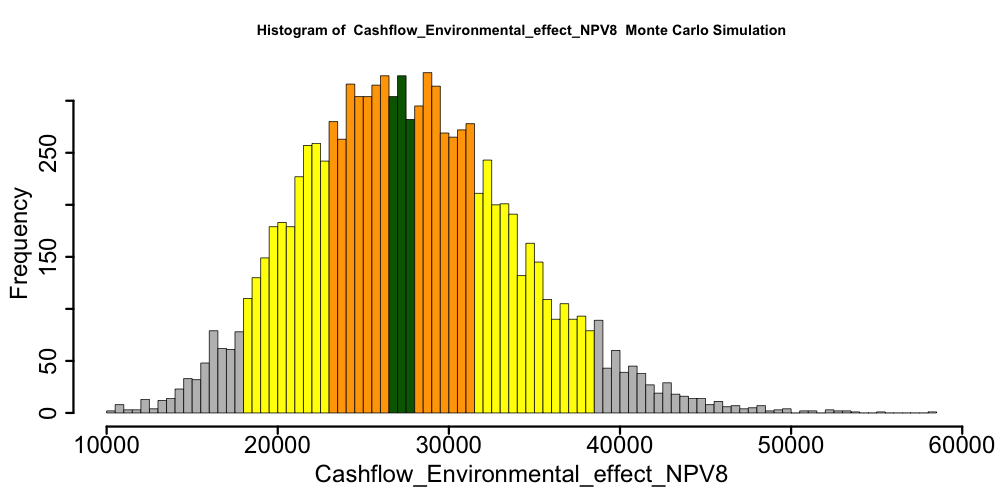 Histogram of  Cashflow_Environmental_effect_NPV8  Monte Carlo Simulation
Frequency
250
150
50
0
10000 20000 30000 40000 50000 60000
Cashflow_Environmental_effect_NPV8